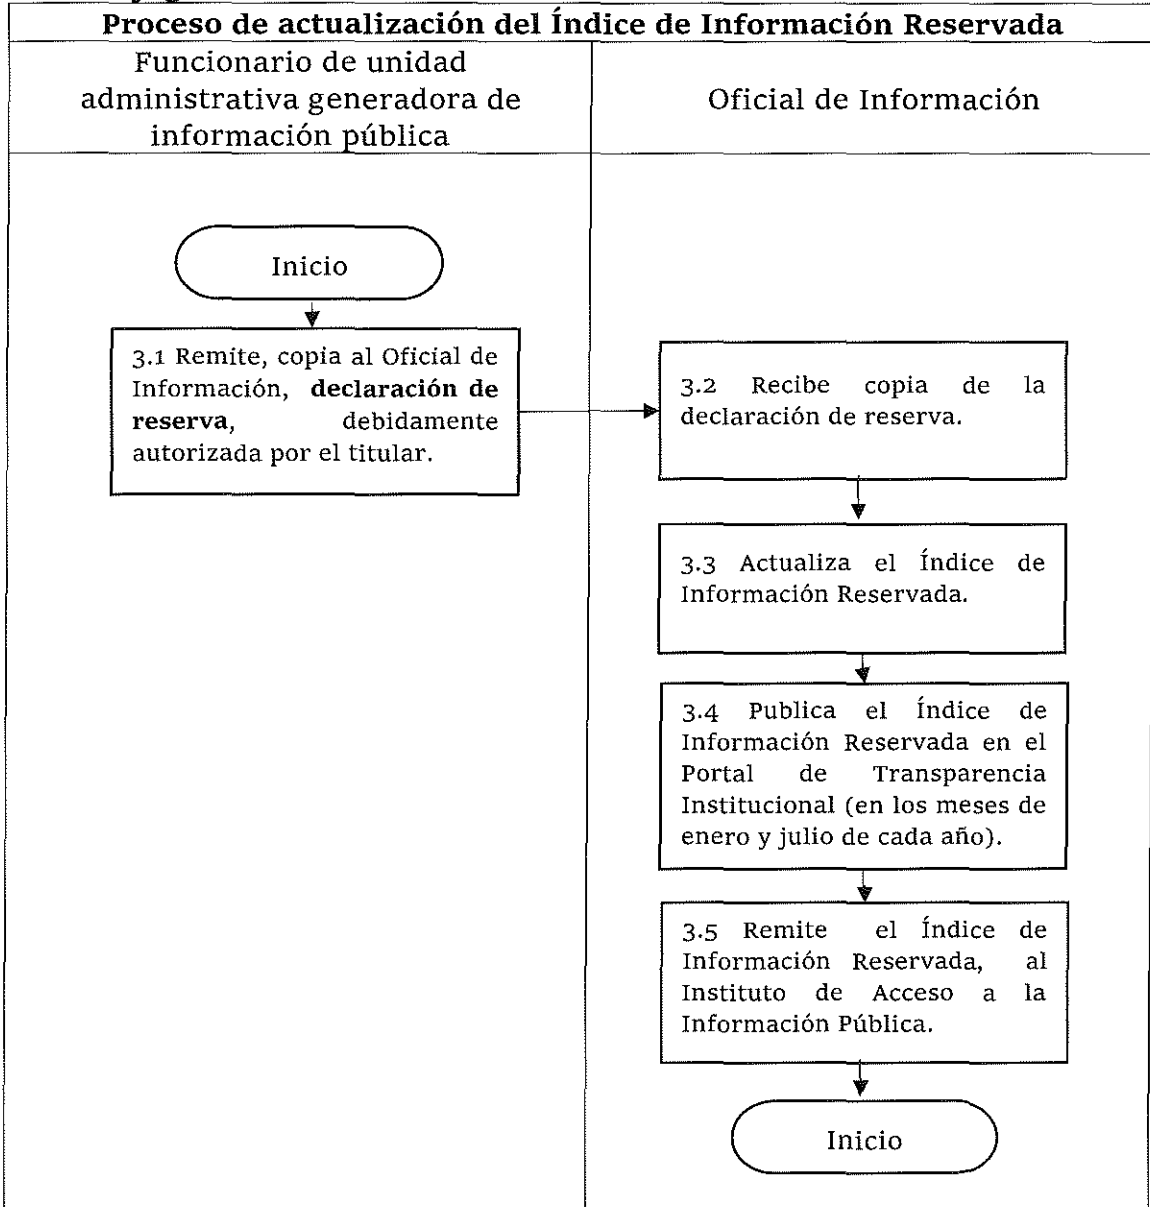 Proceso de actualización del Índice de Información Reservada
Funcionario de unidad
administrativa generadora de
información pública
Oficial de Información
Inicio
3.1 Remite, copia al Oficial de
Información, declaración de
reserva, debidamente
autorizada por el titular.
3.2 Recibe copia de la
declaración de reserva.
3.3 Actualiza el Índice de
Información Reservada.
3.4 Publica el Índice de
Información Reservada en el
Portal de Transparencia
Institucional (en los meses de
enero y julio de cada año).
3.5 Remite el Índice de
Información Reservada, al
Instituto de Acceso a la
Información Pública.
Inicio